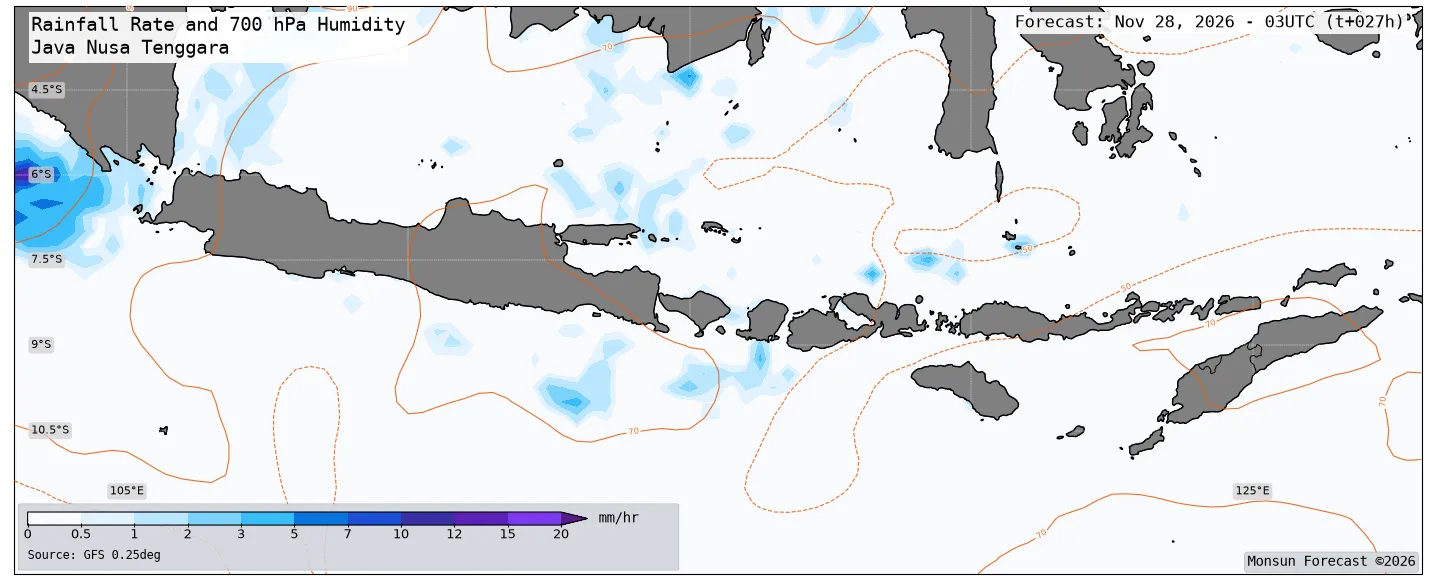 Rainfall Rate and 700 hPa Humidity
Java Nusa Tenggara
Forecast: Nov 28, 2026 - 03UTC (t+027h)
90
70
4.5°S
6°S
7.5°S
50
50
70
9°S
70
70
10.5°S
105°E
125°E
70
mm/hr
0 0.5 1 2 3 5 7 10 12 15 20
Source: GFS 0.25deg
Monsun Forecast ©2026